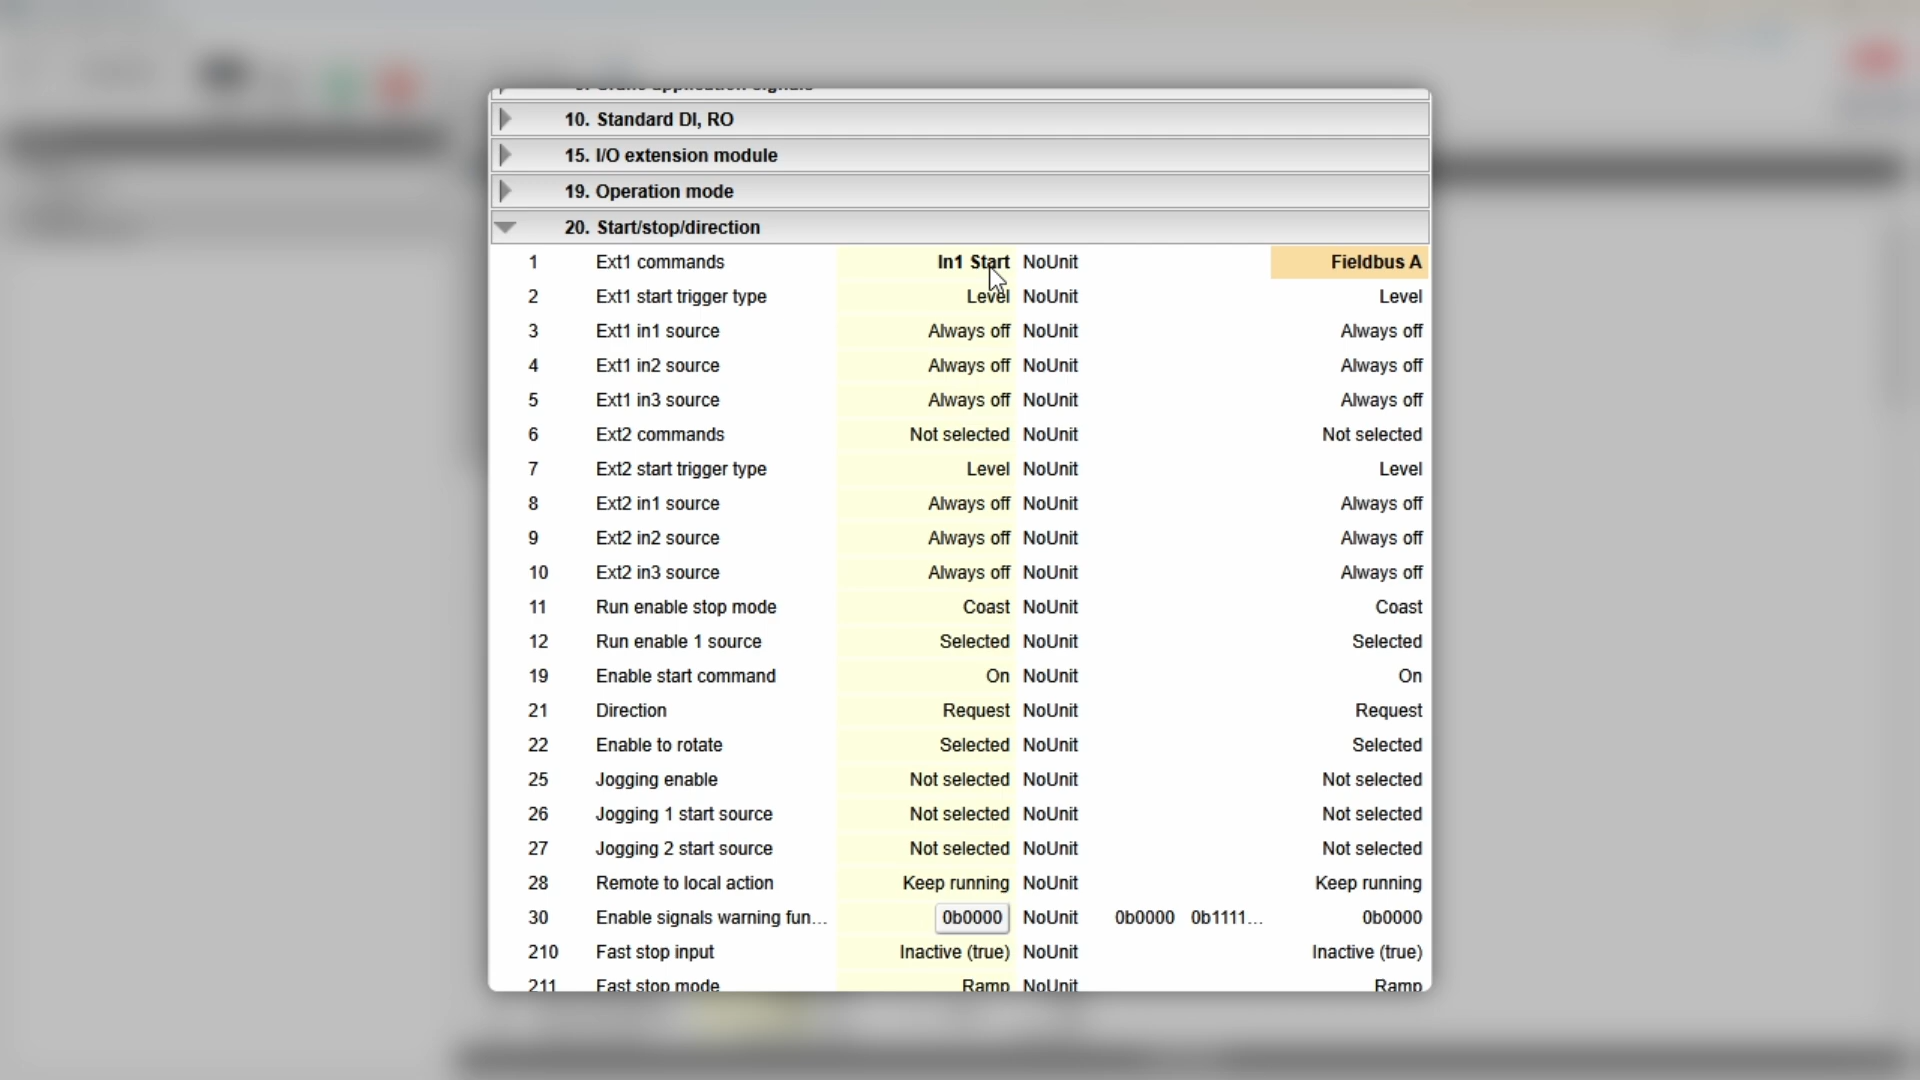 10. Standard DI, RO
15. I/O extension module
19. Operation mode
20. Start/stop/direction
1 Ext1 commands In1 Start NoUnit Fieldbus A
2 Ext1 start trigger type Level NoUnit Level
3 Ext1 in1 source Always off NoUnit Always off
4 Ext1 in2 source Always off NoUnit Always off
5 Ext1 in3 source Always off NoUnit Always off
6 Ext2 commands Not selected NoUnit Not selected
7 Ext2 start trigger type Level NoUnit Level
8 Ext2 in1 source Always off NoUnit Always off
9 Ext2 in2 source Always off NoUnit Always off
10 Ext2 in3 source Always off NoUnit Always off
11 Run enable stop mode Coast NoUnit Coast
12 Run enable 1 source Selected NoUnit Selected
19 Enable start command On NoUnit On
21 Direction Request NoUnit Request
22 Enable to rotate Selected NoUnit Selected
25 Jogging enable Not selected NoUnit Not selected
26 Jogging 1 start source Not selected NoUnit Not selected
27 Jogging 2 start source Not selected NoUnit Not selected
28 Remote to local action Keep running NoUnit Keep running
30 Enable signals warning fun... 0b0000 NoUnit 0b0000 0b1111... 0b0000
210 Fast stop input Inactive (true) NoUnit Inactive (true)
211 Fast stop mode Ramp NoUnit Ramp